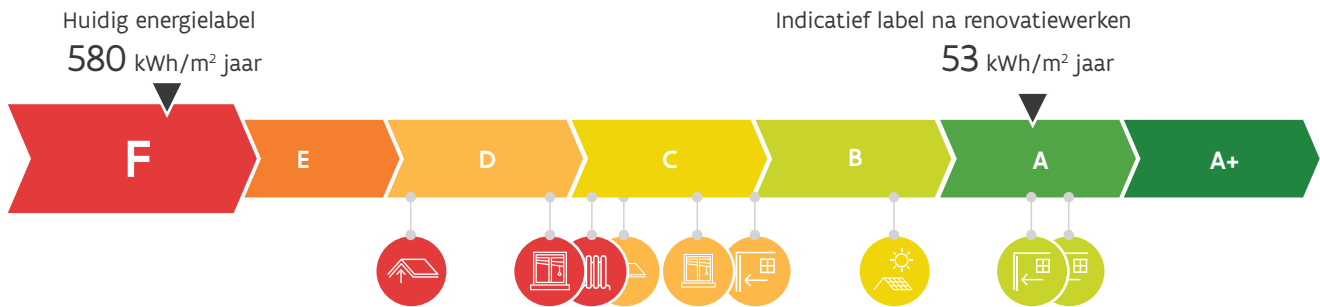 Huidig energielabel
580 kWh/m² jaar
Indicatief label na renovatiewerken
53 kWh/m² jaar
F
E
D
C
B
A
A+